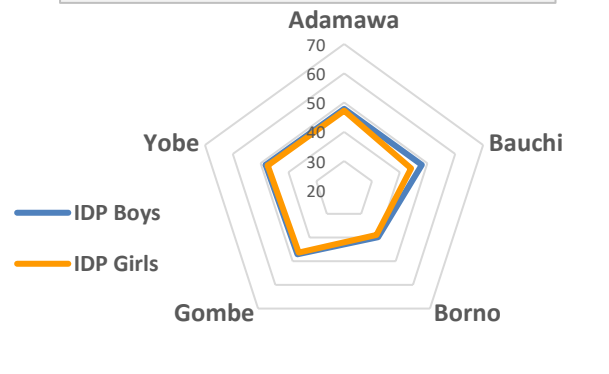 Adamawa
70
60
50
40
30
20
Yobe
Bauchi
IDP Boys
IDP Girls
Gombe
Borno